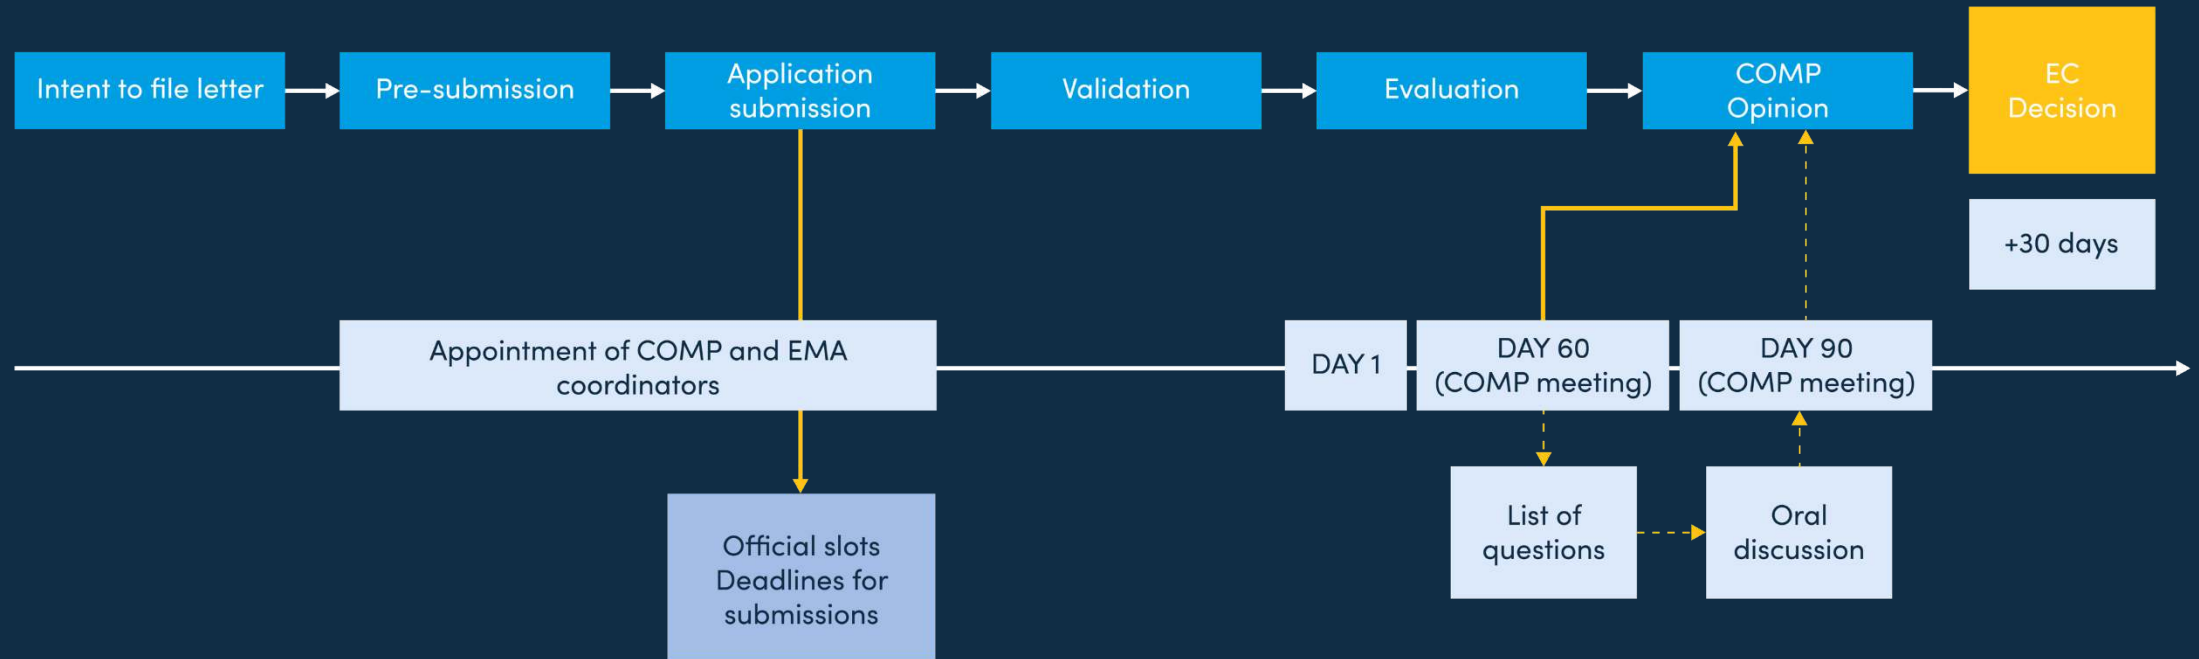 Intent to file letter
Pre-submission
Application
submission
Validation
Evaluation
COMP
Opinion
EC
Decision
+30 days
Appointment of COMP and EMA
coordinators
DAY 1
DAY 60
(COMP meeting)
DAY 90
(COMP meeting)
List of
questions
Oral
discussion
Official slots
Deadlines for
submissions